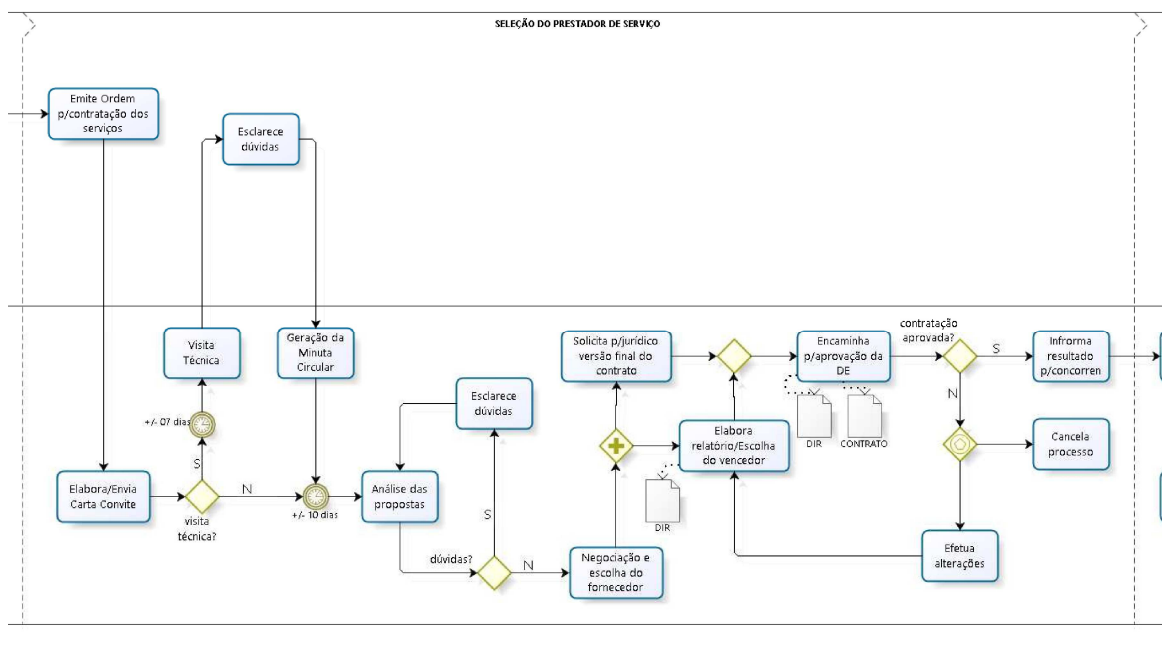 SELEÇÃO DO PRESTADOR DE SERVIÇO
Emite Ordem
p/contratação dos
serviços
Esclarece
dúvidas
Visita
Técnica
Geração da
Minuta
Circular
+/- 07 dias
S
Elabora/Envia
Carta Convite
N
visita
técnica?
+/- 10 dias
Análise das
propostas
Esclarece
dúvidas
S
dúvidas?
N
Negociação e
escolha do
fornecedor
Solicita p/jurídico
versão final do
contrato
Elabora
relatório/Escolha
do vencedor
DIR
Encaminha
p/aprovação da
DE
DIR
CONTRATO
contratação
aprovada?
S
N
Infrorma
resultado
p/concorren
Cancela
processo
Efetua
alterações